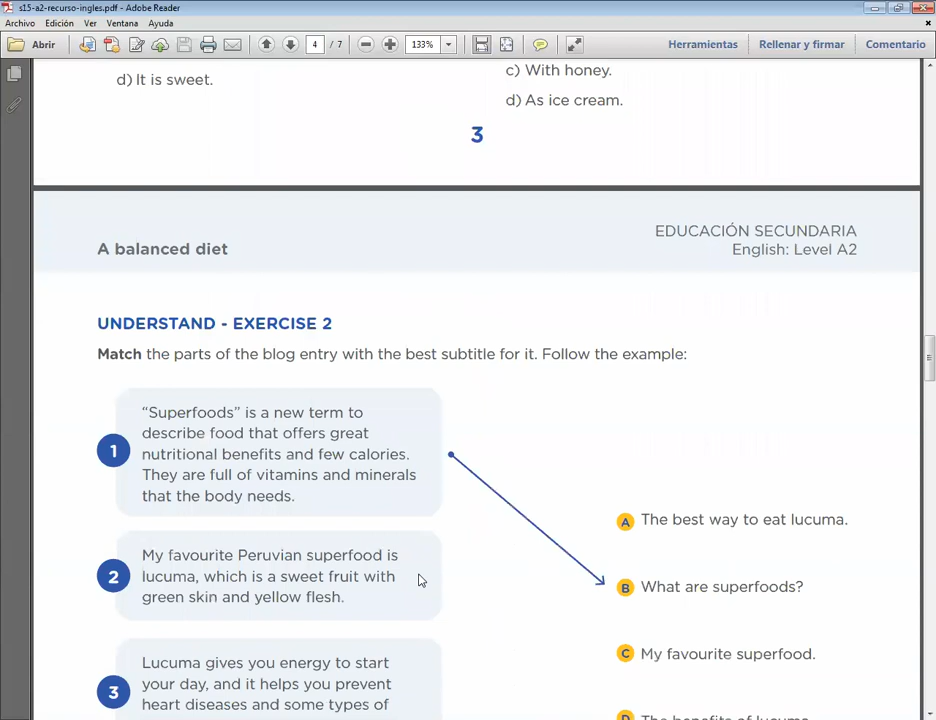 s15-a2-recurso-ingles.pdf - Adobe Reader
Archivo Edición Ver Ventana Ayuda
Abrir 4 / 7 133% Herramientas Rellenar y firmar Comentario
d) It is sweet.
c) With honey.
d) As ice cream.
3
A balanced diet
EDUCACIÓN SECUNDARIA
English: Level A2
UNDERSTAND - EXERCISE 2
Match the parts of the blog entry with the best subtitle for it. Follow the example:
1
“Superfoods” is a new term to
describe food that offers great
nutritional benefits and few calories.
They are full of vitamins and minerals
that the body needs.
2
My favourite Peruvian superfood is
lucuma, which is a sweet fruit with
green skin and yellow flesh.
3
Lucuma gives you energy to start
your day, and it helps you prevent
heart diseases and some types of
A The best way to eat lucuma.
B What are superfoods?
C My favourite superfood.
D The benefits of lucuma